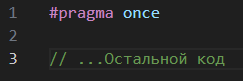 1 #pragma once
2
3 // ...Остальной код